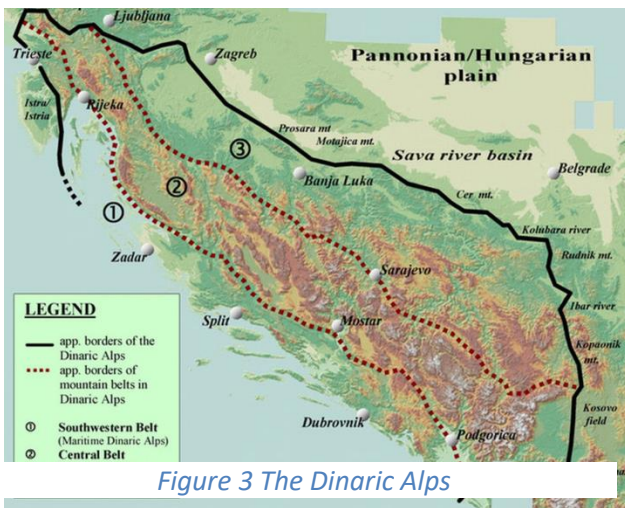 Ljubljana
Trieste
Zagreb
Pannonian/Hungarian
plain
Istra/
Istria
Rijeka
Prosara mt
Motajica mt.
Sava river basin
③
Banja Luka
Belgrade
②
Cer mt.
①
Kolubara river
Zadar
Rudnik mt.
Sarajevo
LEGEND
Ibar river
app. borders of the
Dinaric Alps
Split
Mostar
Kopaonik
mt.
app. borders of
mountain belts in
Dinaric Alps
Kosovo
field
① Southwestern Belt
(Maritime Dinaric Alps)
Dubrovnik
② Central Belt
Podgorica
Figure 3 The Dinaric Alps